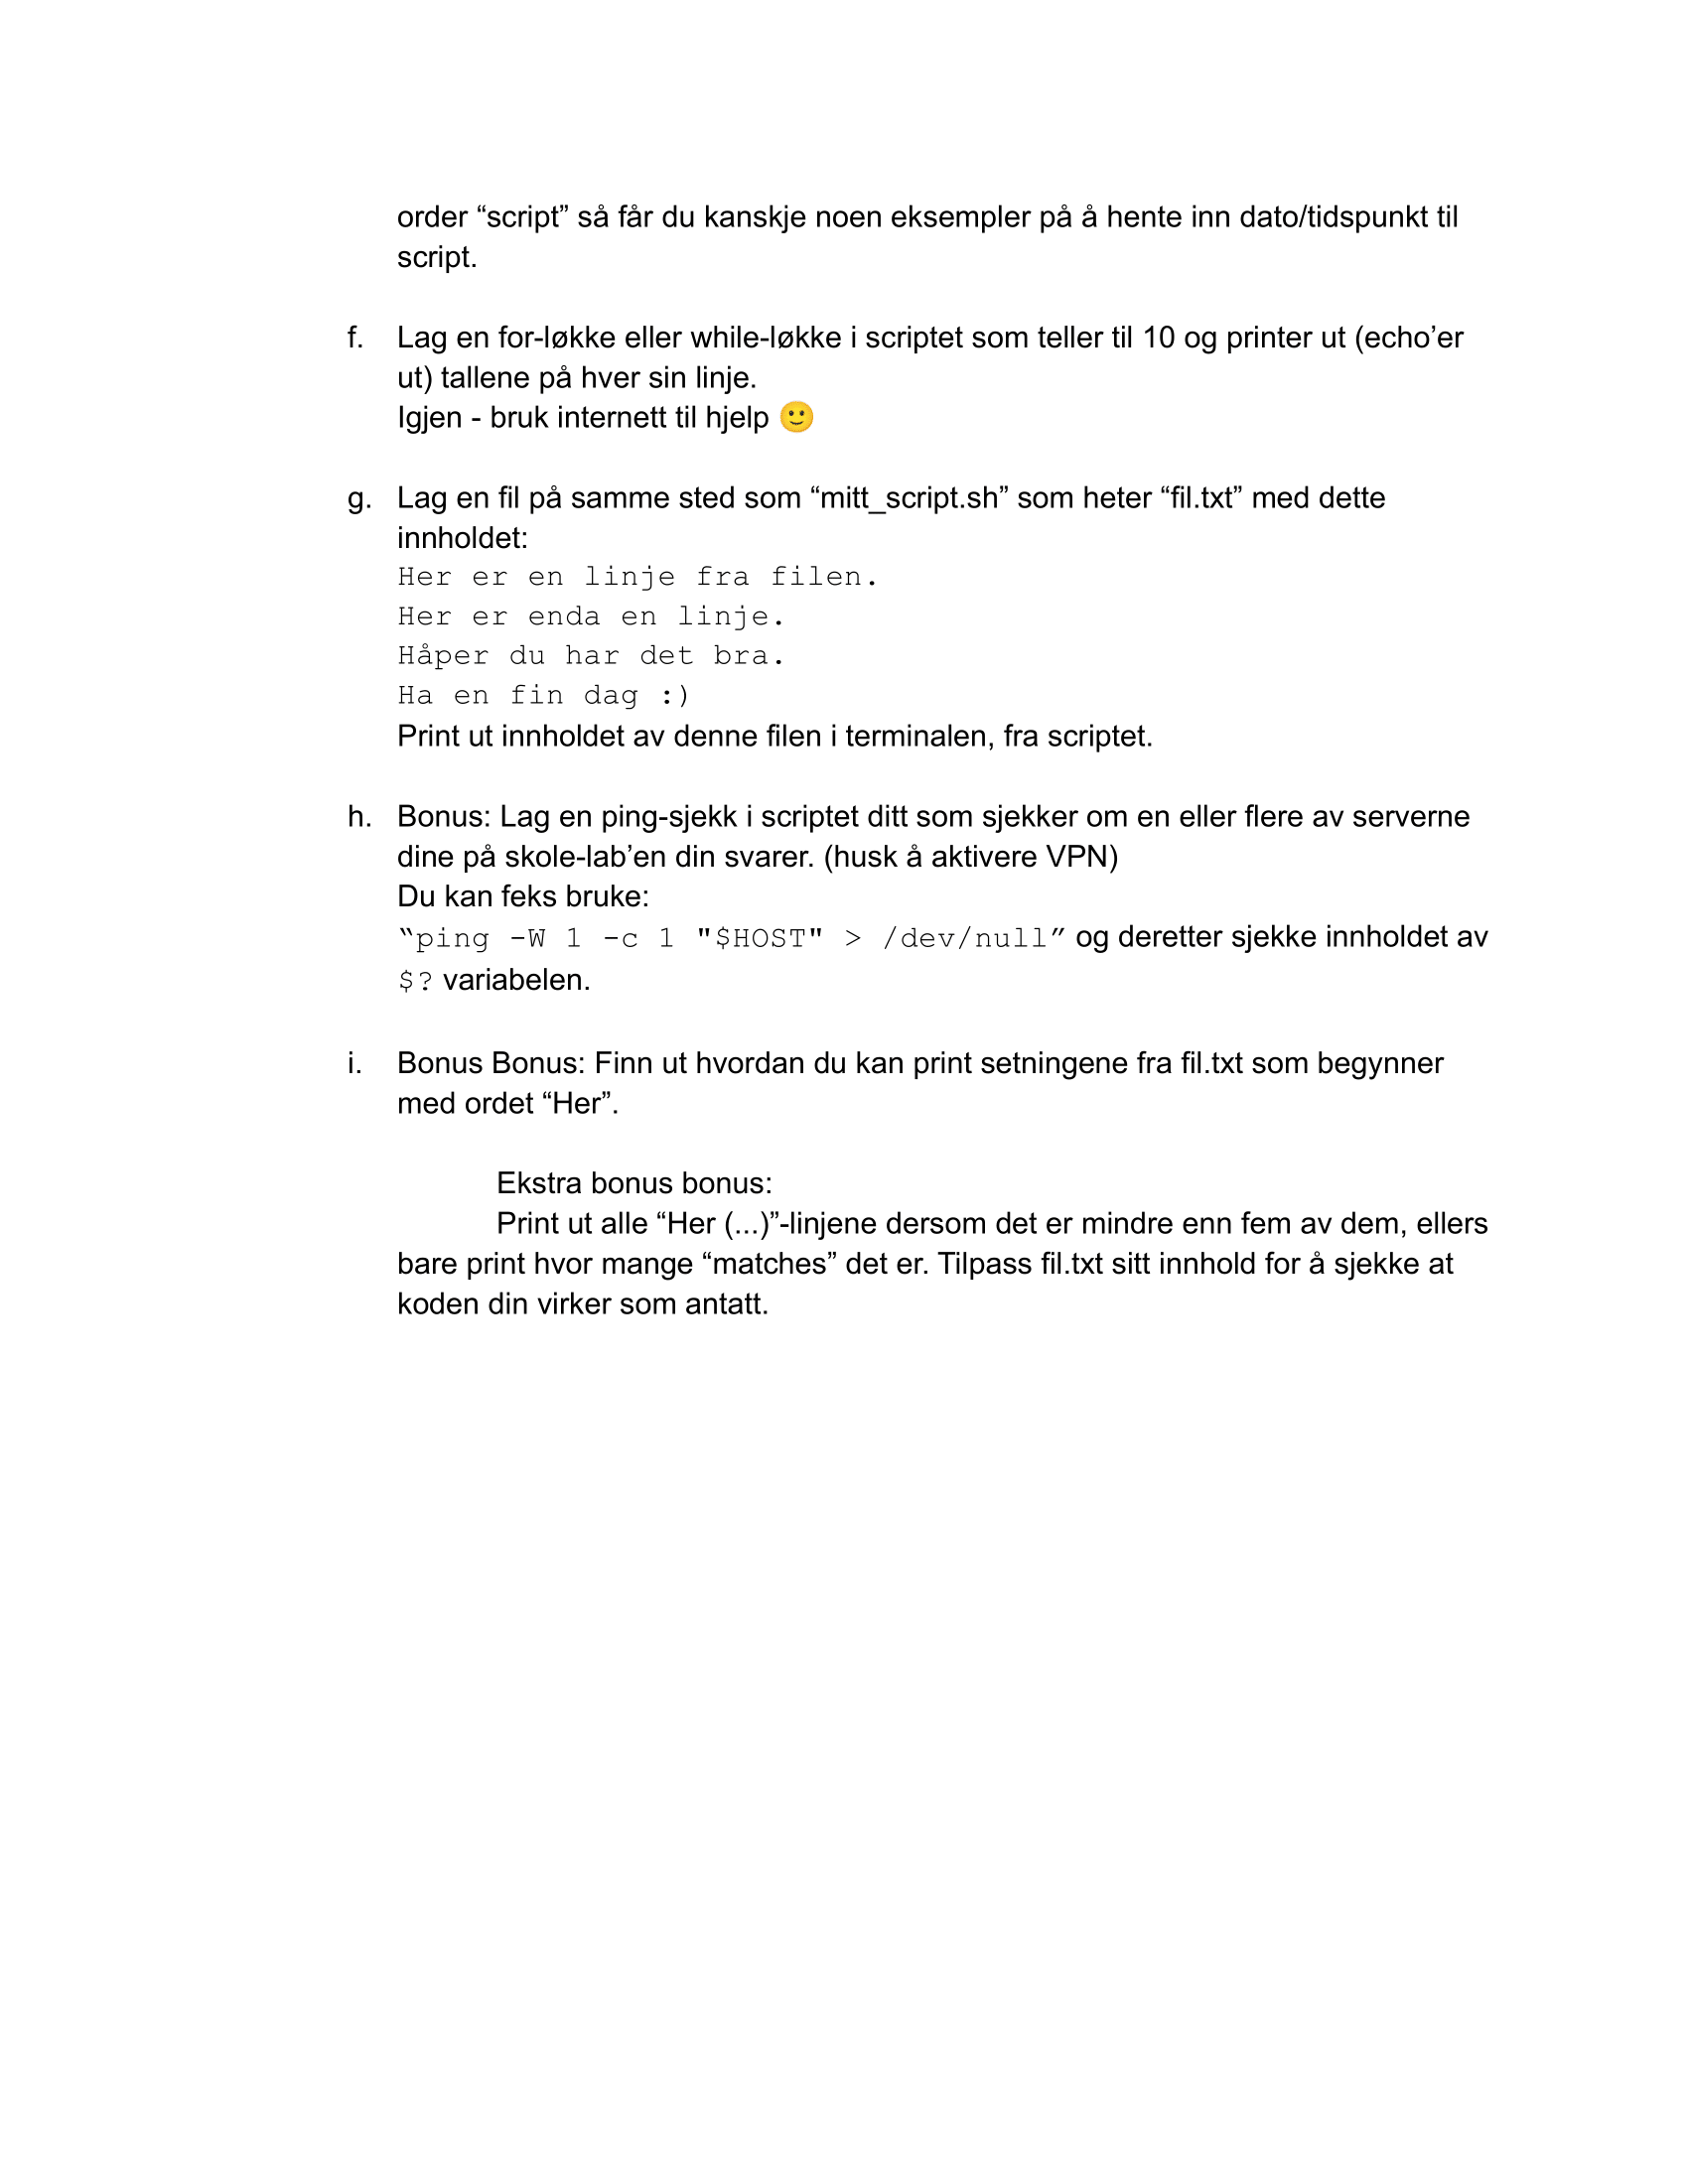 order “script” så får du kanskje noen eksempler på å hente inn dato/tidspunkt til
script.
f. Lag en for-løkke eller while-løkke i scriptet som teller til 10 og printer ut (echo’er
ut) tallene på hver sin linje.
Igjen - bruk internett til hjelp 🙂
g. Lag en fil på samme sted som “mitt_script.sh” som heter “fil.txt” med dette
innholdet:
Her er en linje fra filen.
Her er enda en linje.
Håper du har det bra.
Ha en fin dag :)
Print ut innholdet av denne filen i terminalen, fra scriptet.
h. Bonus: Lag en ping-sjekk i scriptet ditt som sjekker om en eller flere av serverne
dine på skole-lab’en din svarer. (husk å aktivere VPN)
Du kan feks bruke:
“ping -W 1 -c 1 "$HOST" > /dev/null” og deretter sjekke innholdet av
$? variabelen.
i. Bonus Bonus: Finn ut hvordan du kan print setningene fra fil.txt som begynner
med ordet “Her”.
Ekstra bonus bonus:
Print ut alle “Her (...)”-linjene dersom det er mindre enn fem av dem, ellers
bare print hvor mange “matches” det er. Tilpass fil.txt sitt innhold for å sjekke at
koden din virker som antatt.